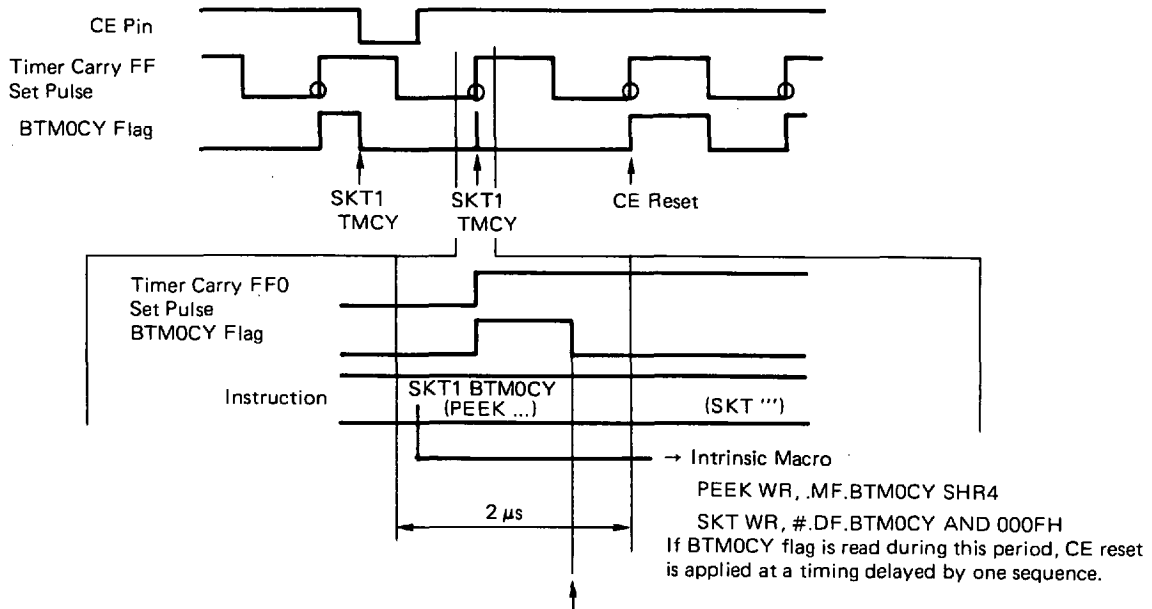 CE Pin
Timer Carry FF
Set Pulse
BTM0CY Flag
SKT1
TMCY
SKT1
TMCY
CE Reset
Timer Carry FF0
Set Pulse
BTM0CY Flag
Instruction
SKT1 BTM0CY
(PEEK ...)
(SKT ''')
→ Intrinsic Macro
PEEK WR, .MF.BTM0CY SHR4
SKT WR, #.DF.BTM0CY AND 000FH
2 μs
If BTM0CY flag is read during this period, CE reset
is applied at a timing delayed by one sequence.